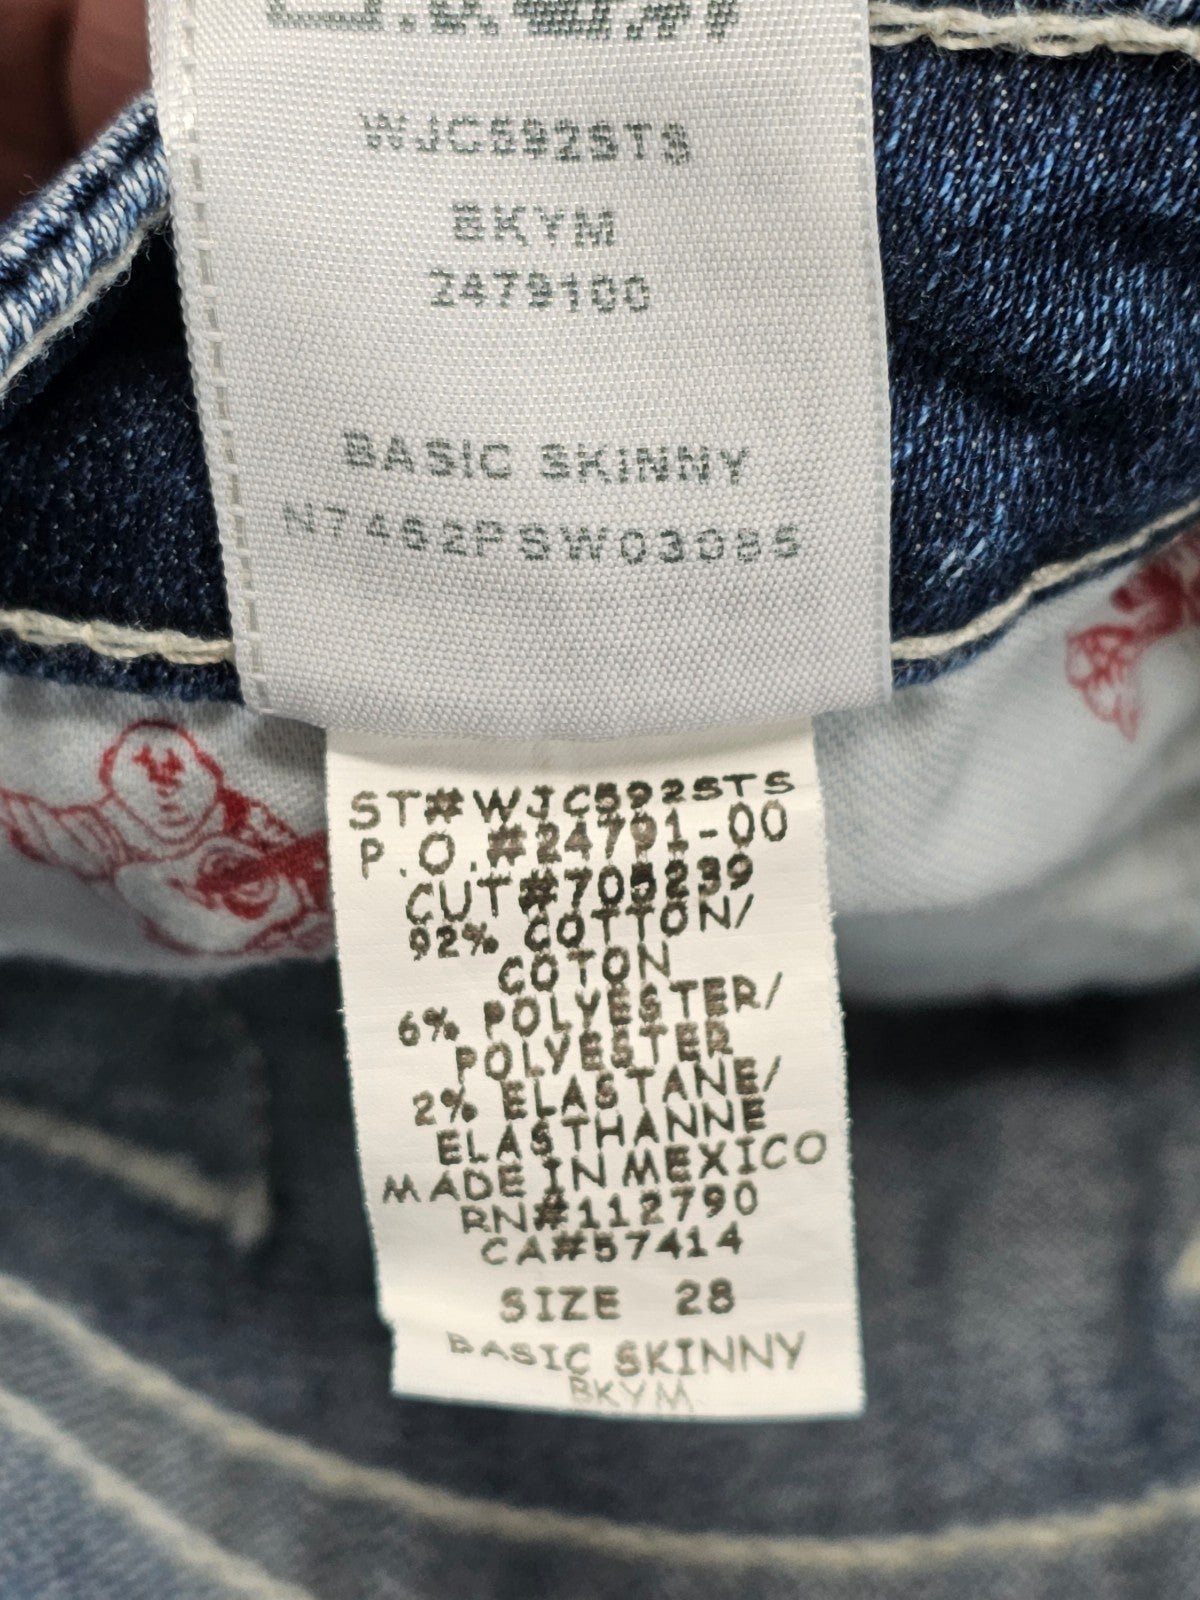 WJC592STS
BKYM
2479100
BASIC SKINNY
N7462PSW03085
ST#WJC592STS
P.O.#24791-00
CUT#705239
92% COTTON/
COTON
6% POLYESTER/
POLYESTER
2% ELASTANE/
ELASTHANNE
MADE IN MEXICO
RN#112790
CA#57414
SIZE 28
BASIC SKINNY
BKYM